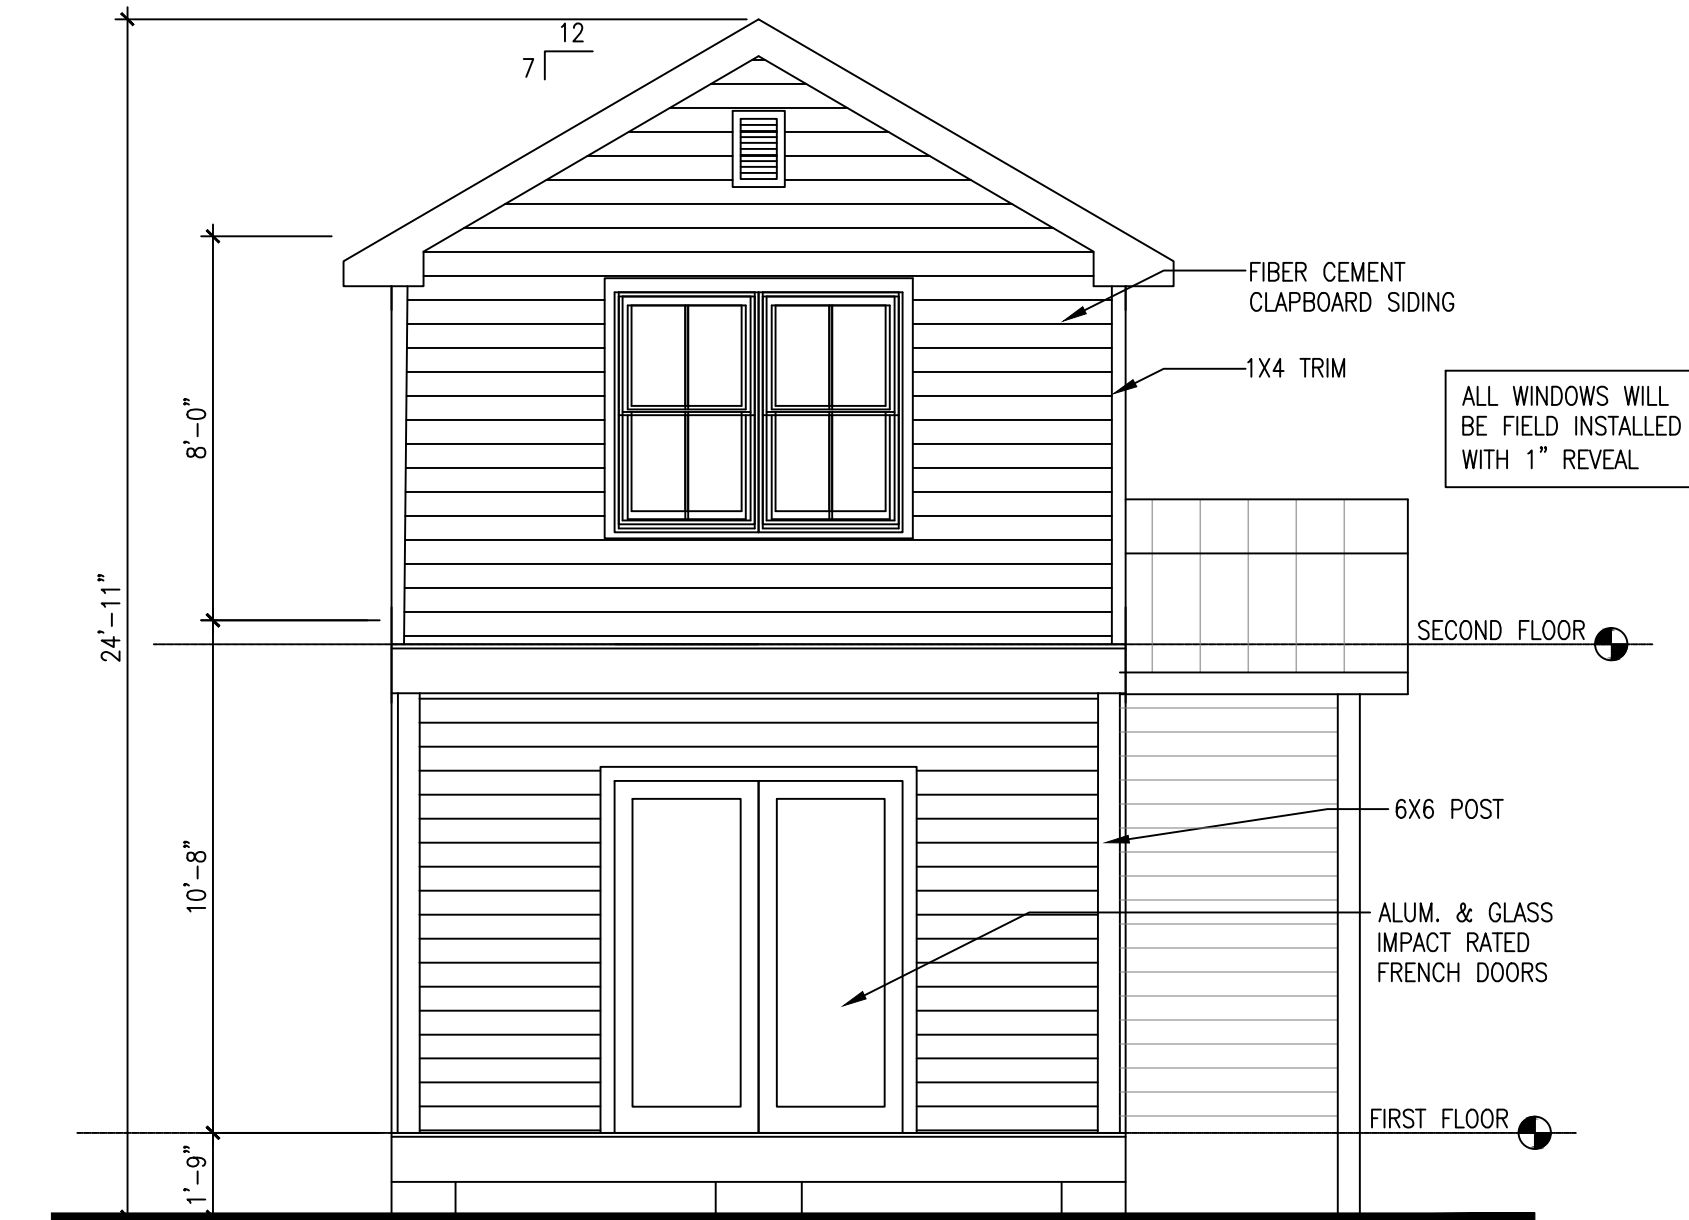 12
7
FIBER CEMENT
CLAPBOARD SIDING
1X4 TRIM
ALL WINDOWS WILL
BE FIELD INSTALLED
WITH 1" REVEAL
8'-0"
24'-11"
SECOND FLOOR
6X6 POST
10'-8"
ALUM. & GLASS
IMPACT RATED
FRENCH DOORS
FIRST FLOOR
1'-9"